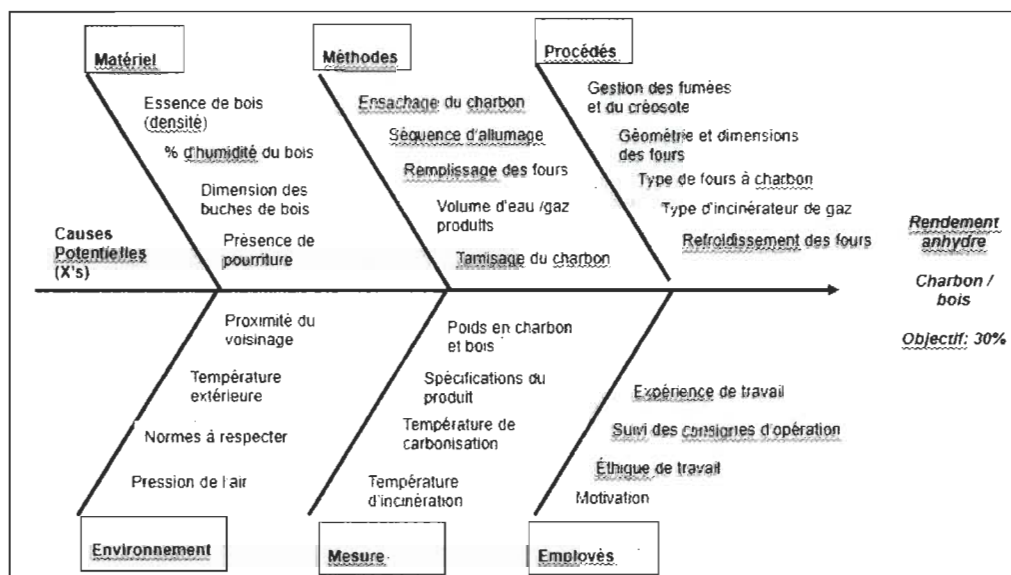 Matériel
Méthodes
Procédés
Essence de bois
(densité)
% d'humidité du bois
Dimension des
buches de bois
Présence de
pourriture
Ensachage du charbon
Séquence d'allumage
Remplissage des fours
Volume d'eau /gaz
produits
Tamisage du charbon
Gestion des fumées
et du créosote
Géométrie et dimensions
des fours
Type de fours à charbon
Type d'incinérateur de gaz
Refroidissement des fours
Causes
Potentielles
(X's)
Rendement
anhydre
Charbon /
bois
Objectif: 30%
Proximité du
voisinage
Température
extérieure
Normes à respecter
Pression de l'air
Poids en charbon
et bois
Spécifications du
produit
Température de
carbonisation
Température
d'incinération
Expérience de travail
Suivi des consignes d'opération
Éthique de travail
Motivation
Environnement
Mesure
Employés